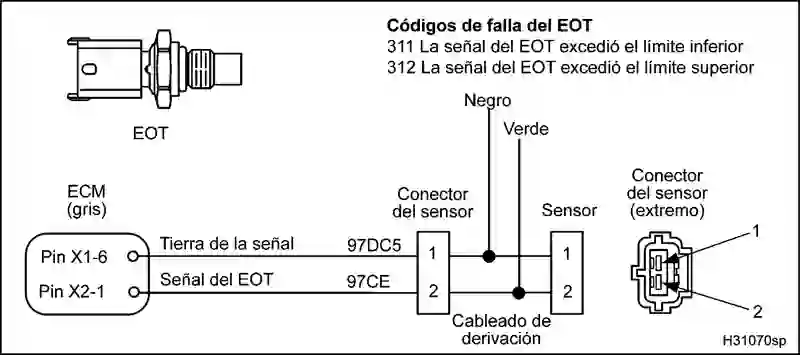 Códigos de falla del EOT
311 La señal del EOT excedió el límite inferior
312 La señal del EOT excedió el límite superior
Negro
Verde
EOT
ECM
(gris)
Conector
del sensor
Sensor
Conector
del sensor
(extremo)
Pin X1-6
Tierra de la señal
97DC5
1
1
1
Pin X2-1
Señal del EOT
97CE
2
2
2
Cableado de
derivación
H31070sp